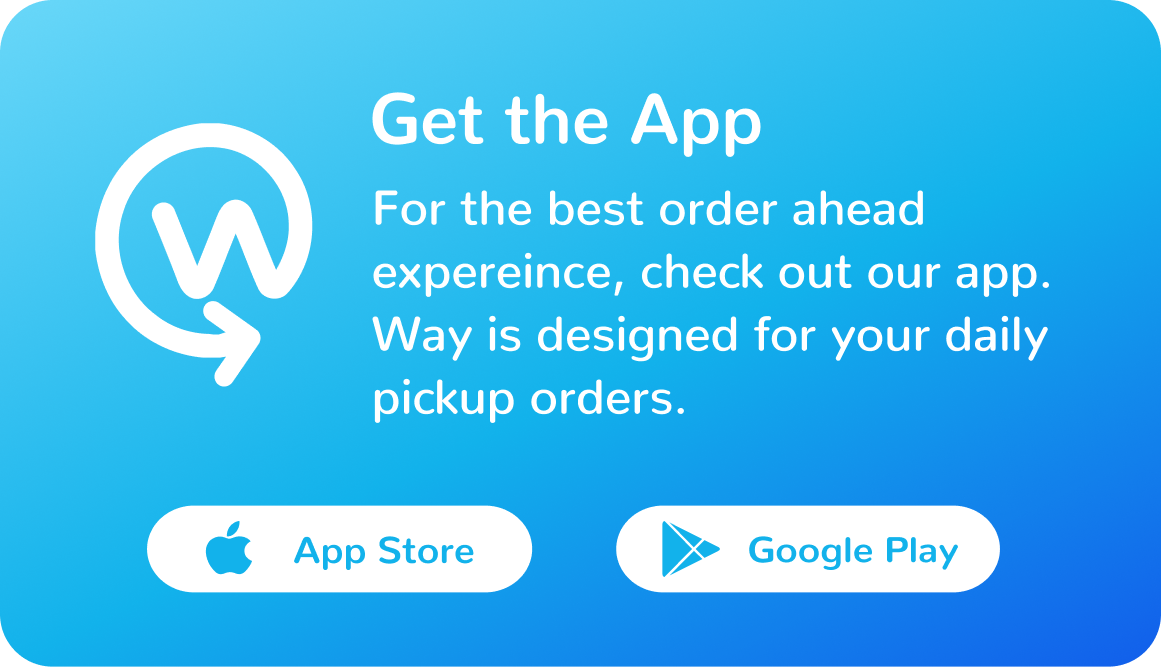 Get the App
For the best order ahead
expereince, check out our app.
Way is designed for your daily
pickup orders.
App Store
Google Play